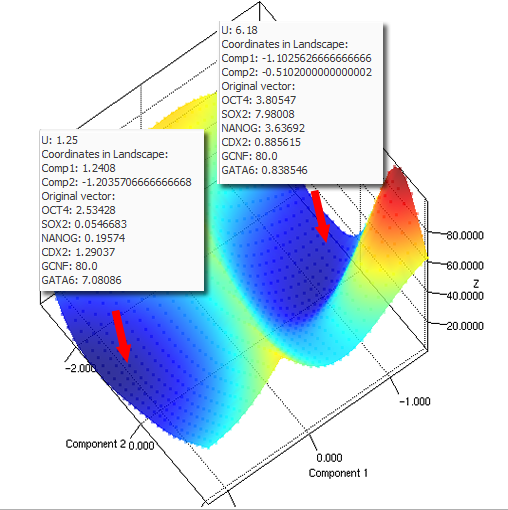 U: 6.18
Coordinates in Landscape:
Comp1: -1.1025626666666666
Comp2: -0.5102000000000002
Original vector:
OCT4: 3.80547
SOX2: 7.98008
NANOG: 3.63692
CDX2: 0.885615
GCNF: 80.0
GATA6: 0.838546
U: 1.25
Coordinates in Landscape:
Comp1: 1.2408
Comp2: -1.2035706666666668
Original vector:
OCT4: 2.53428
SOX2: 0.0546683
NANOG: 0.19574
CDX2: 1.29037
GCNF: 80.0
GATA6: 7.08086
80.0000
60.0000
Z
40.0000
20.0000
-2.000
-1.000
Component 2
0.000
0.000
Component 1